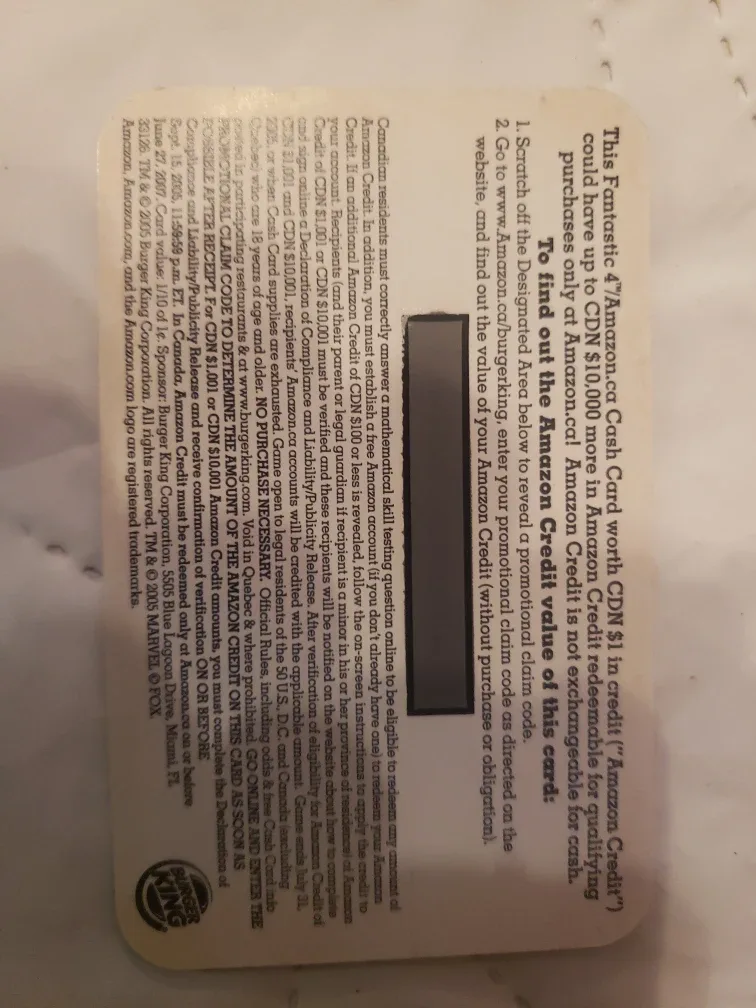 This Fantastic 4™/Amazon.ca Cash Card worth CDN $1 in credit ("Amazon Credit")
could have up to CDN $10,000 more in Amazon Credit redeemable for qualifying
purchases only at Amazon.ca! Amazon Credit is not exchangeable for cash.
To find out the Amazon Credit value of this card:
1. Scratch off the Designated Area below to reveal a promotional claim code.
2. Go to www.Amazon.ca/burgerking, enter your promotional claim code as directed on the
website, and find out the value of your Amazon Credit (without purchase or obligation).
Canadian residents must correctly answer a mathematical skill testing question online to be eligible to redeem any amount of
Amazon Credit. In addition, you must establish a free Amazon account (if you don't already have one) to redeem your Amazon
Credit. If an additional Amazon Credit of CDN $100 or less is revealed, follow the on-screen instructions to apply the credit to
your account. Recipients (and their parent or legal guardian if recipient is a minor in his or her province of residence) of Amazon
Credit of CDN $1,001 or CDN $10,001 must be verified and these recipients will be notified on the website about how to complete
and sign online a Declaration of Compliance and Liability/Publicity Release. After verification of eligibility for Amazon Credit of
CDN $1,001 and CDN $10,001, recipients' Amazon.ca accounts will be credited with the applicable amount. Game ends July 31,
2005, or when Cash Card supplies are exhausted. Game open to legal residents of the 50 U.S., D.C. and Canada (excluding
Quebec) who are 18 years of age and older. NO PURCHASE NECESSARY. Official Rules, including odds & free Cash Card info
posted in participating restaurants & at www.burgerking.com. Void in Quebec & where prohibited. GO ONLINE AND ENTER THE
PROMOTIONAL CLAIM CODE TO DETERMINE THE AMOUNT OF THE AMAZON CREDIT ON THIS CARD AS SOON AS
POSSIBLE AFTER RECEIPT. For CDN $1,001 or CDN $10,001 Amazon Credit amounts, you must complete the Declaration of
Compliance and Liability/Publicity Release and receive confirmation of verification ON OR BEFORE
Sept. 15, 2005, 11:59:59 p.m. ET. In Canada, Amazon Credit must be redeemed only at Amazon.ca on or before
June 27, 2007. Card value: 1/10 of 1¢. Sponsor: Burger King Corporation, 5505 Blue Lagoon Drive, Miami, FL
33126. TM & © 2005 Burger King Corporation. All rights reserved. TM & © 2005 MARVEL © FOX.
Amazon, Amazon.com, and the Amazon.com logo are registered trademarks.
BURGER
KING